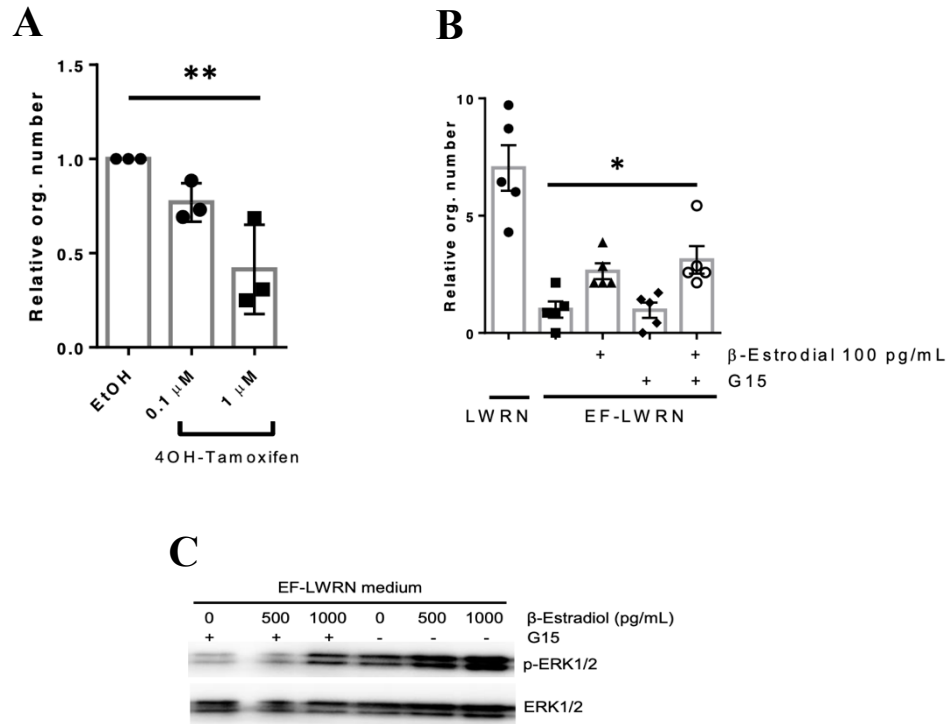 A
1.5
1.0
0.5
0.0
Relative org. number
**
EtOH
0.1 μM
1 μM
4OH-Tamoxifen
B
10
5
0
Relative org. number
*
+ + β-Estrodial 100 pg/mL
+ + G15
LWRN EF-LWRN
C
EF-LWRN medium
0 500 1000 0 500 1000 β-Estradiol (pg/mL)
+ + + - - - G15
p-ERK1/2
ERK1/2